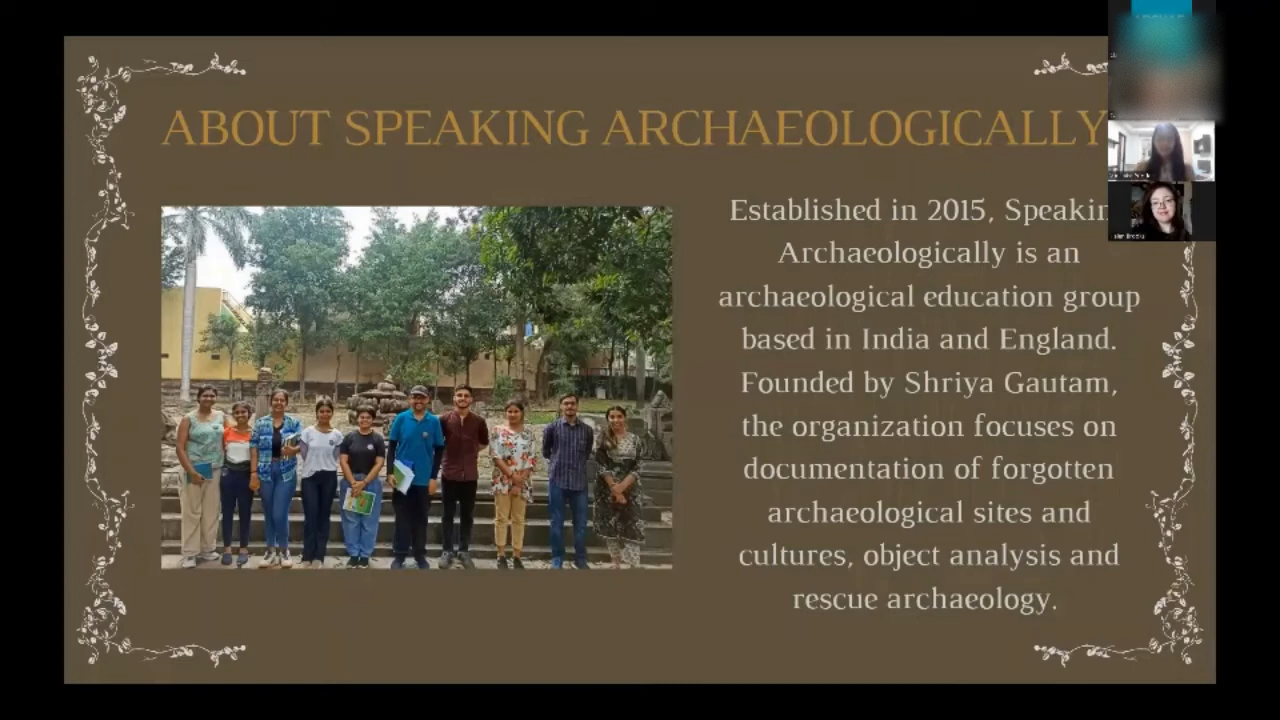 ABOUT SPEAKING ARCHAEOLOGICALLY
Established in 2015, Speakin
Archaeologically is an
archaeological education group
based in India and England.
Founded by Shriya Gautam,
the organization focuses on
documentation of forgotten
archaeological sites and
cultures, object analysis and
rescue archaeology.